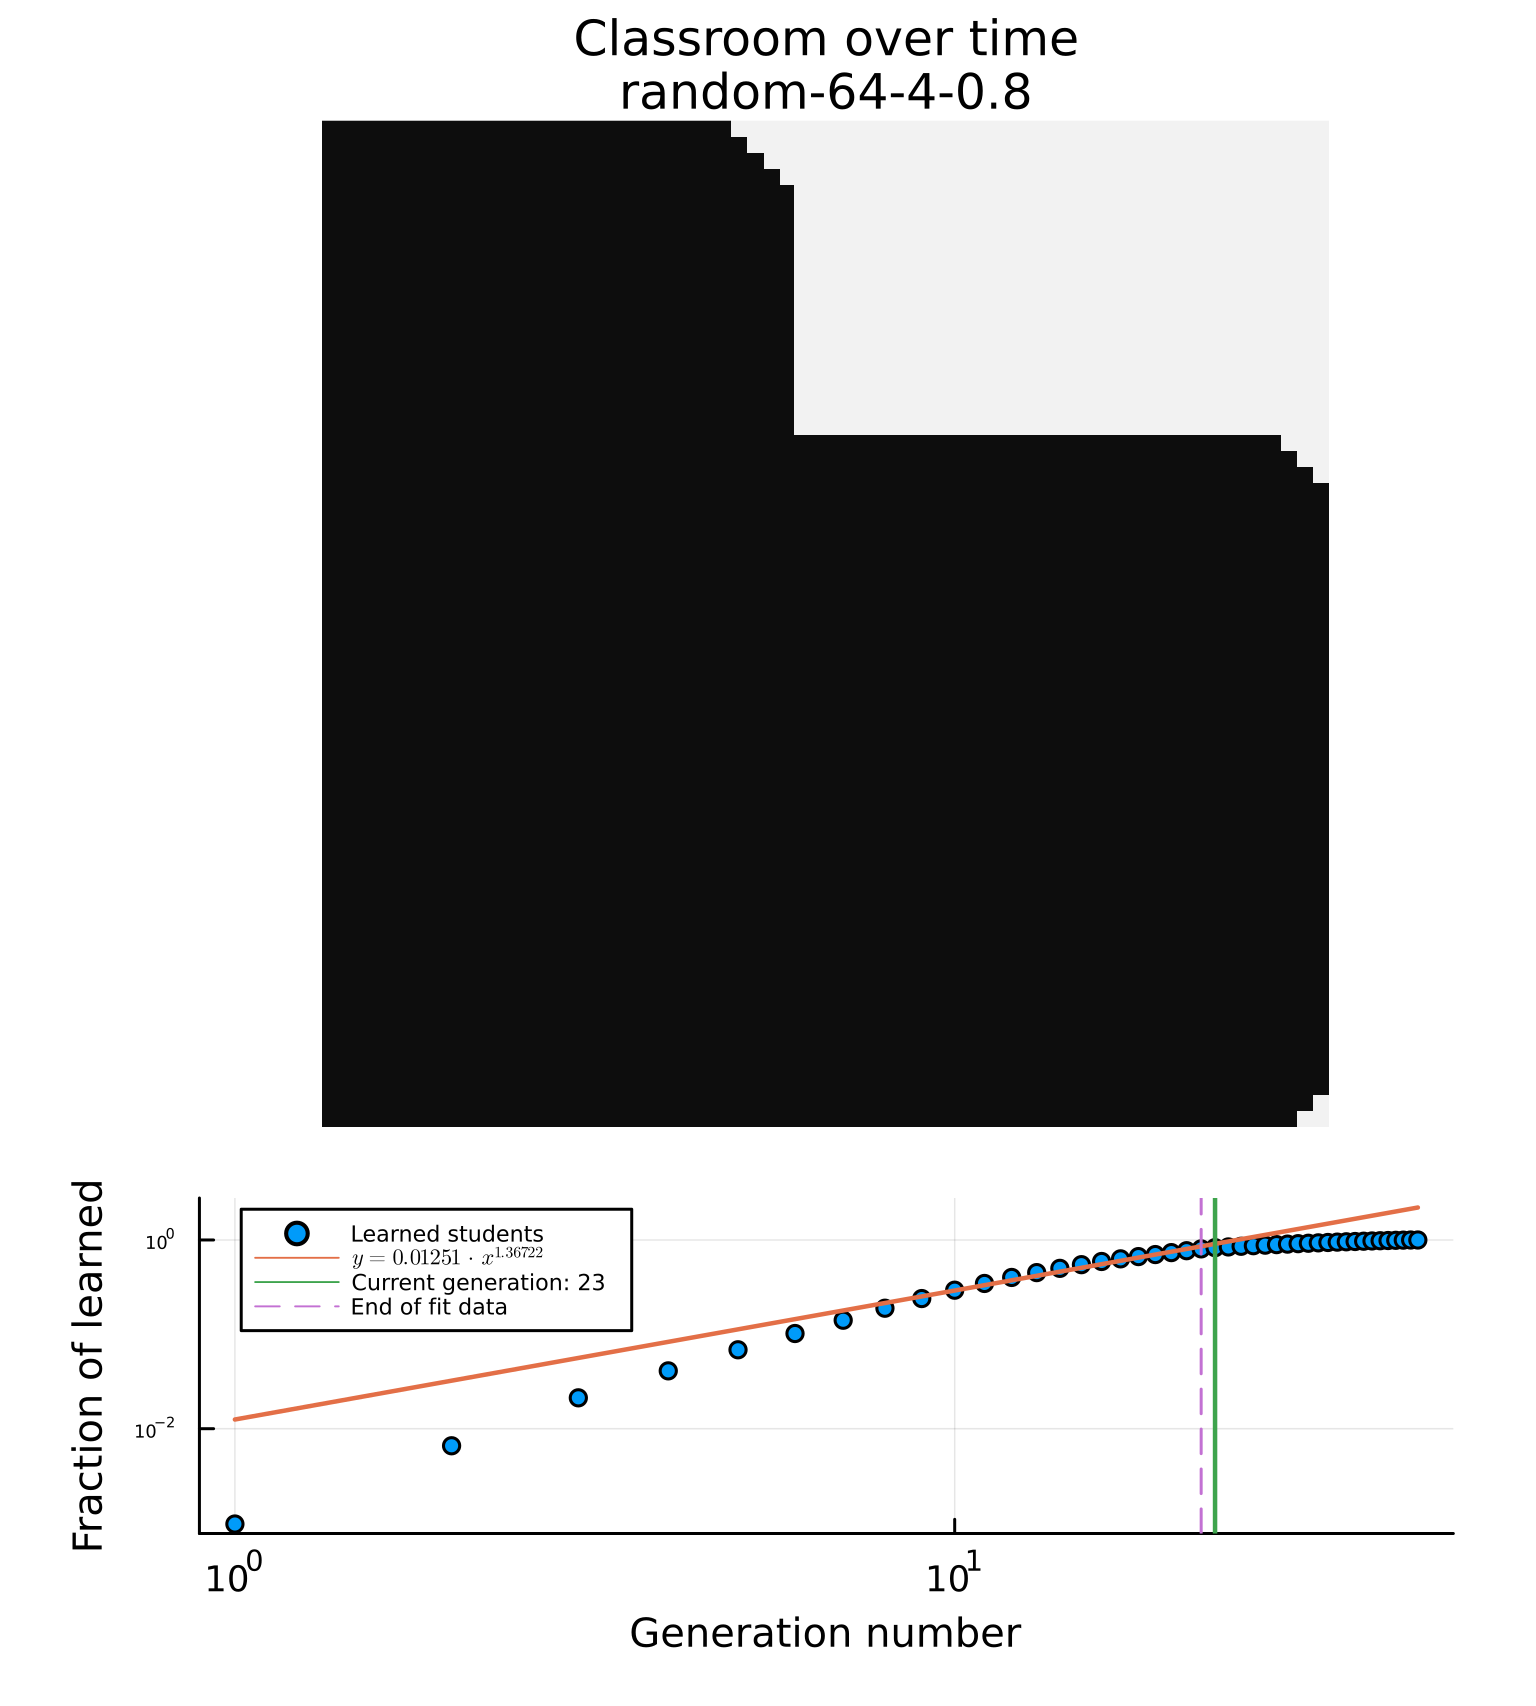 Classroom over time
random-64-4-0.8
Fraction of learned
10^0
10^−2
Learned students
y = 0.01251 · x^1.36722
Current generation: 23
End of fit data
10^0
10^1
Generation number